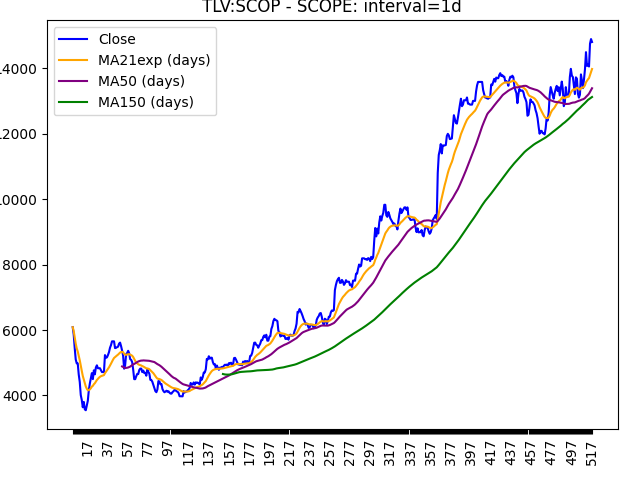 TLV:SCOP - SCOPE: interval=1d
Close
MA21exp (days)
MA50 (days)
MA150 (days)
14000
12000
10000
8000
6000
4000
17 37 57 77 97 117 137 157 177 197 217 237 257 277 297 317 337 357 377 397 417 437 457 477 497 517